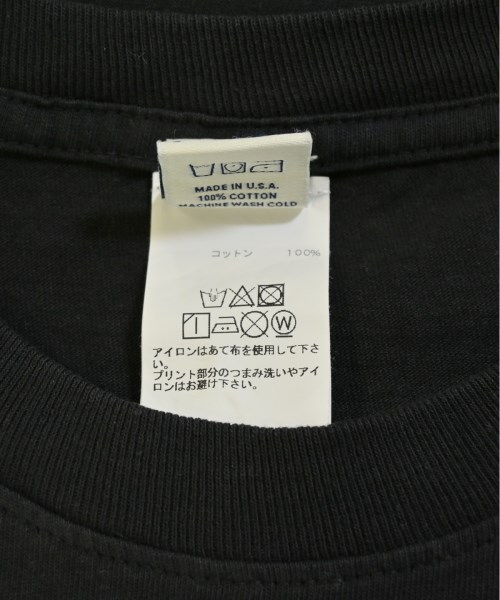 MADE IN U.S.A.
100% COTTON
MACHINE WASH COLD
コットン 100%
W
アイロンはあて布を使用して下さ
い。
プリント部分のつまみ洗いやアイ
ロンはお避け下さい。